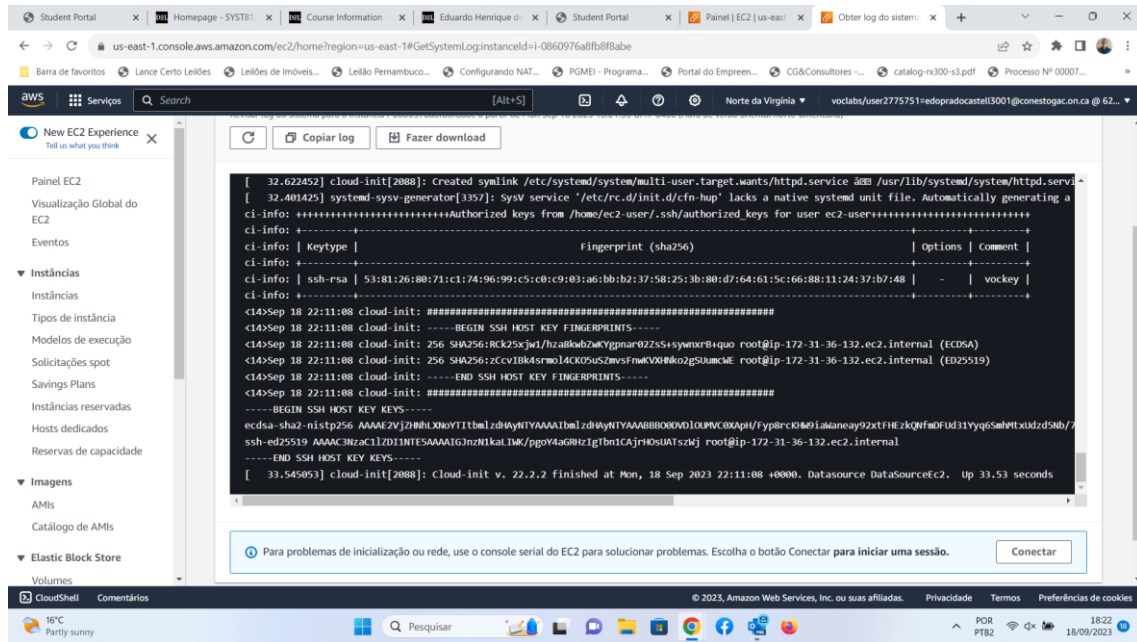 Student Portal
Homepage - SYST81
Course Information -
Eduardo Henrique do
Student Portal
Painel | EC2 | us-east
Obter log do sistema
us-east-1.console.aws.amazon.com/ec2/home?region=us-east-1#GetSystemLog:instanceId=i-0860976a8fb8f8abe
Barra de favoritos
Lance Certo Leilões
Leilões de Imóveis...
Leilão Pernambuco...
Configurando NAT...
PGMEI - Programa...
Portal do Empreen...
CG&Consultores -...
catalog-rx300-s3.pdf
Processo Nº 00007...
aws
Serviços
Search
[Alt+S]
Norte da Virgínia
voclabs/user2775751=edopradocastell3001@conestogac.on.ca @ 62...
New EC2 Experience
Tell us what you think
Painel EC2
Visualização Global do
EC2
Eventos
Instâncias
Instâncias
Tipos de instância
Modelos de execução
Solicitações spot
Savings Plans
Instâncias reservadas
Hosts dedicados
Reservas de capacidade
Imagens
AMIs
Catálogo de AMIs
Elastic Block Store
Volumes
Copiar log
Fazer download
[ 32.622452] cloud-init[2088]: Created symlink /etc/systemd/system/multi-user.target.wants/httpd.service /usr/lib/systemd/system/httpd.servi
[ 32.401425] systemd-sysv-generator[3357]: SysV service '/etc/rc.d/init.d/cfn-hup' lacks a native systemd unit file. Automatically generating a
ci-info: +++++++++++++++++++++++++++Authorized keys from /home/ec2-user/.ssh/authorized_keys for user ec2-user++++++++++++++++++++++++++++
ci-info: +---------+-------------------------------------------------------------------------------------------------+---------+---------+
ci-info: | Keytype | Fingerprint (sha256) | Options | Comment |
ci-info: +---------+-------------------------------------------------------------------------------------------------+---------+---------+
ci-info: | ssh-rsa | 53:81:26:80:71:c1:74:96:99:c5:c0:c9:03:a6:bb:b2:37:58:25:3b:80:d7:64:61:5c:66:88:11:24:37:b7:48 | - | vockey |
ci-info: +---------+-------------------------------------------------------------------------------------------------+---------+---------+
<14>Sep 18 22:11:08 cloud-init: #############################################################
<14>Sep 18 22:11:08 cloud-init: -----BEGIN SSH HOST KEY FINGERPRINTS-----
<14>Sep 18 22:11:08 cloud-init: 256 root@ip-172-31-36-132.ec2.internal (ECDSA)
<14>Sep 18 22:11:08 cloud-init: 256 root@ip-172-31-36-132.ec2.internal (ED25519)
<14>Sep 18 22:11:08 cloud-init: -----END SSH HOST KEY FINGERPRINTS-----
<14>Sep 18 22:11:08 cloud-init: #############################################################
-----BEGIN SSH HOST KEY KEYS-----
ecdsa-sha2-nistp256
ssh-ed25519 root@ip-172-31-36-132.ec2.internal
-----END SSH HOST KEY KEYS-----
[ 33.545053] cloud-init[2088]: Cloud-init v. 22.2.2 finished at Mon, 18 Sep 2023 22:11:08 +0000. Datasource DataSourceEc2. Up 33.53 seconds
Para problemas de inicialização ou rede, use o console serial do EC2 para solucionar problemas. Escolha o botão Conectar para iniciar uma sessão.
Conectar
CloudShell
Comentários
© 2023, Amazon Web Services, Inc. ou suas afiliadas.
Privacidade
Termos
Preferências de cookies
16°C
Partly sunny
Pesquisar
POR
PTB2
18:22
18/09/2023